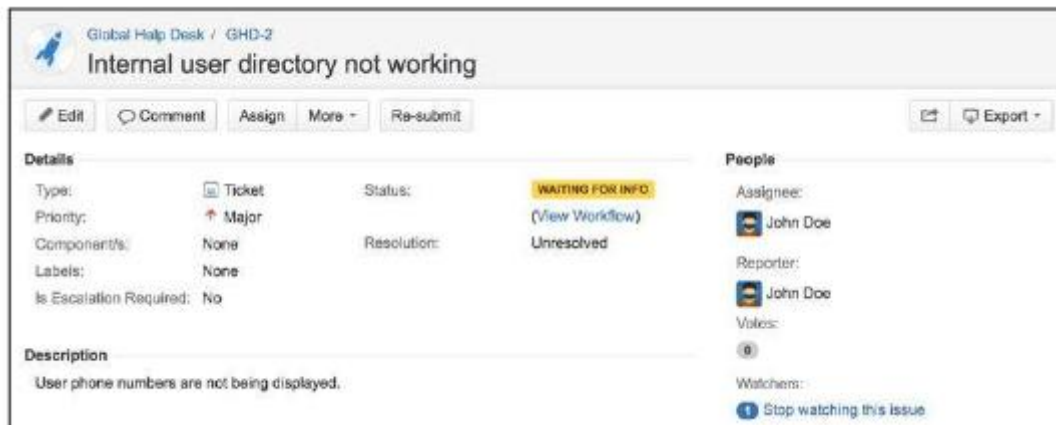 Global Help Desk / GHD-2
Internal user directory not working
Edit Comment Assign More Re-submit Export
Details
Type: Ticket Status: WAITING FOR INFO
Priority: Major (View Workflow)
Component/s: None Resolution: Unresolved
Labels: None
Is Escalation Required: No
Description
User phone numbers are not being displayed.
People
Assignee:
John Doe
Reporter:
John Doe
Votes:
0
Watchers:
1 Stop watching this issue